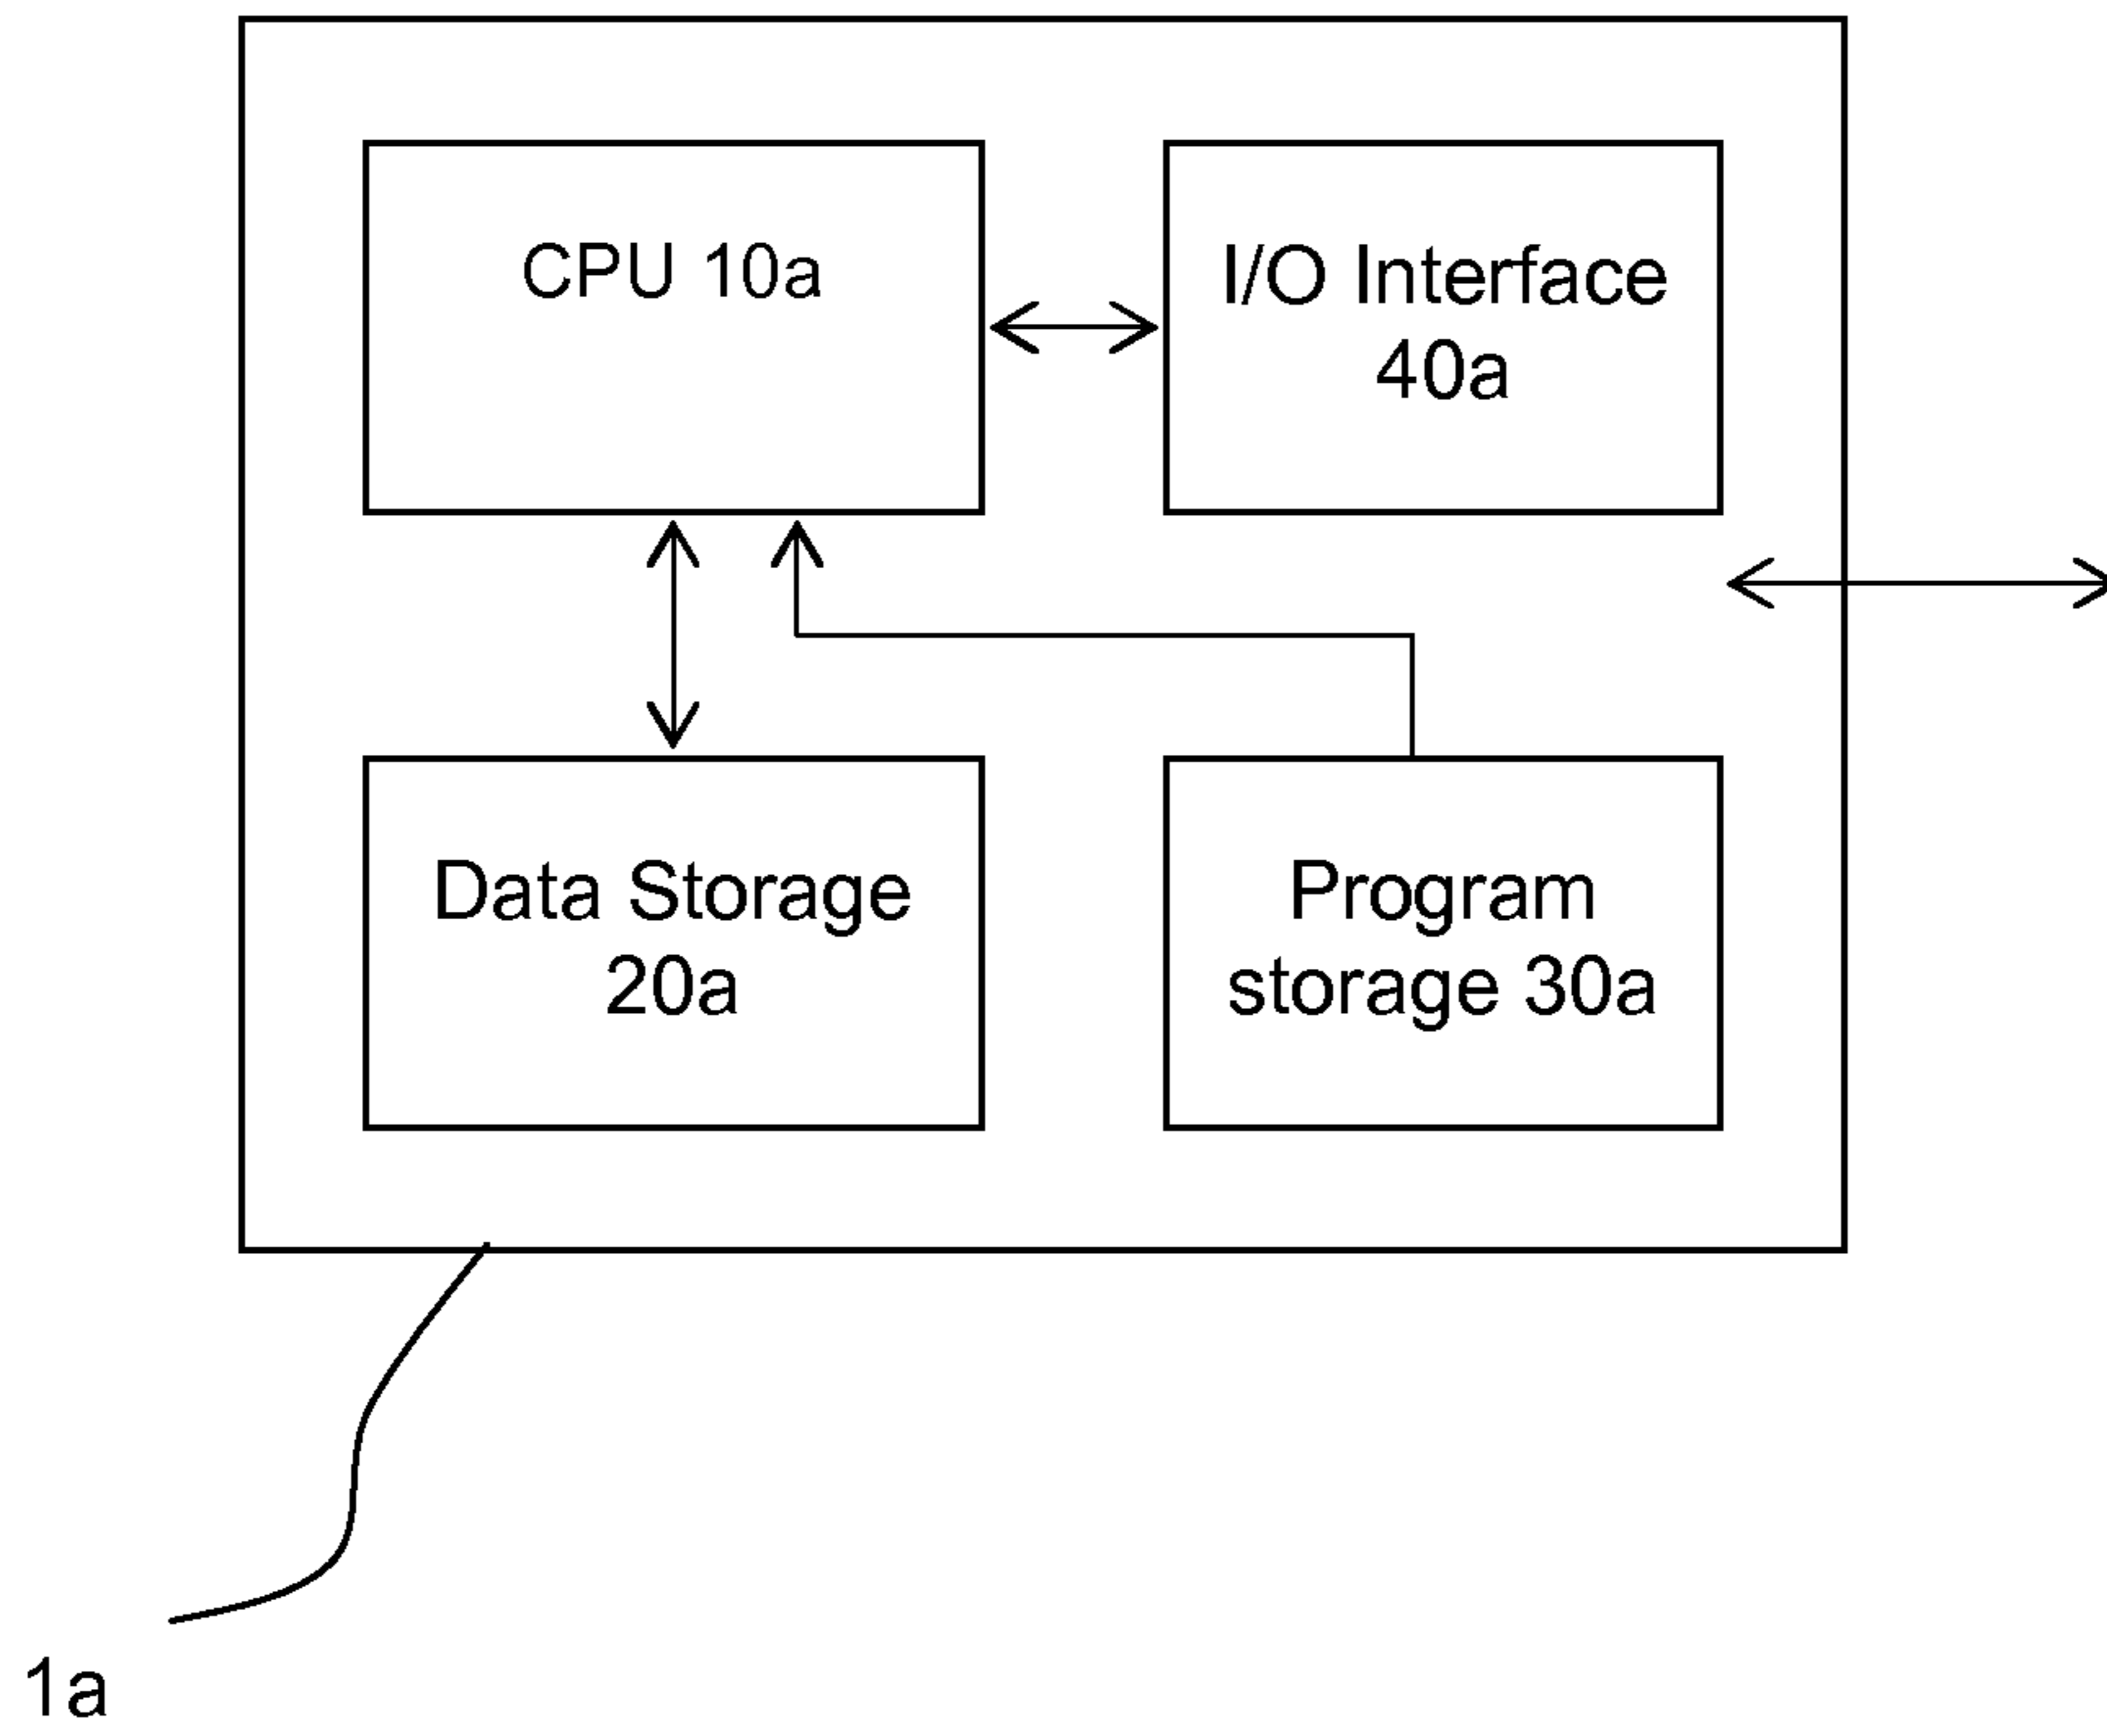 CPU 10a
I/O Interface
40a
Data Storage
20a
Program
storage 30a
1a